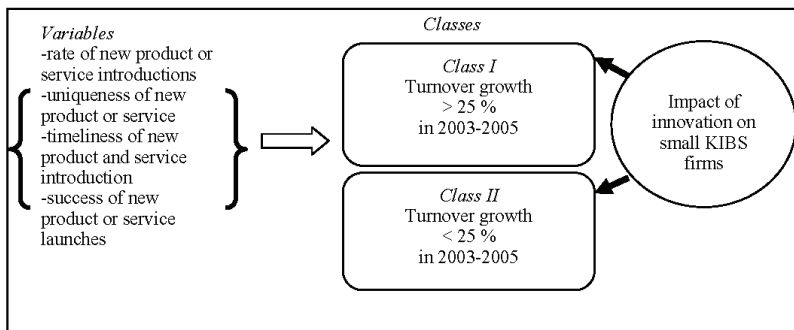 Variables
-rate of new product or
service introductions
-uniqueness of new
product or service
-timeliness of new
product and service
introduction
-success of new
product or service
launches
Classes
Class I
Turnover growth
> 25 %
in 2003-2005
Class II
Turnover growth
< 25 %
in 2003-2005
Impact of
innovation on
small KIBS
firms